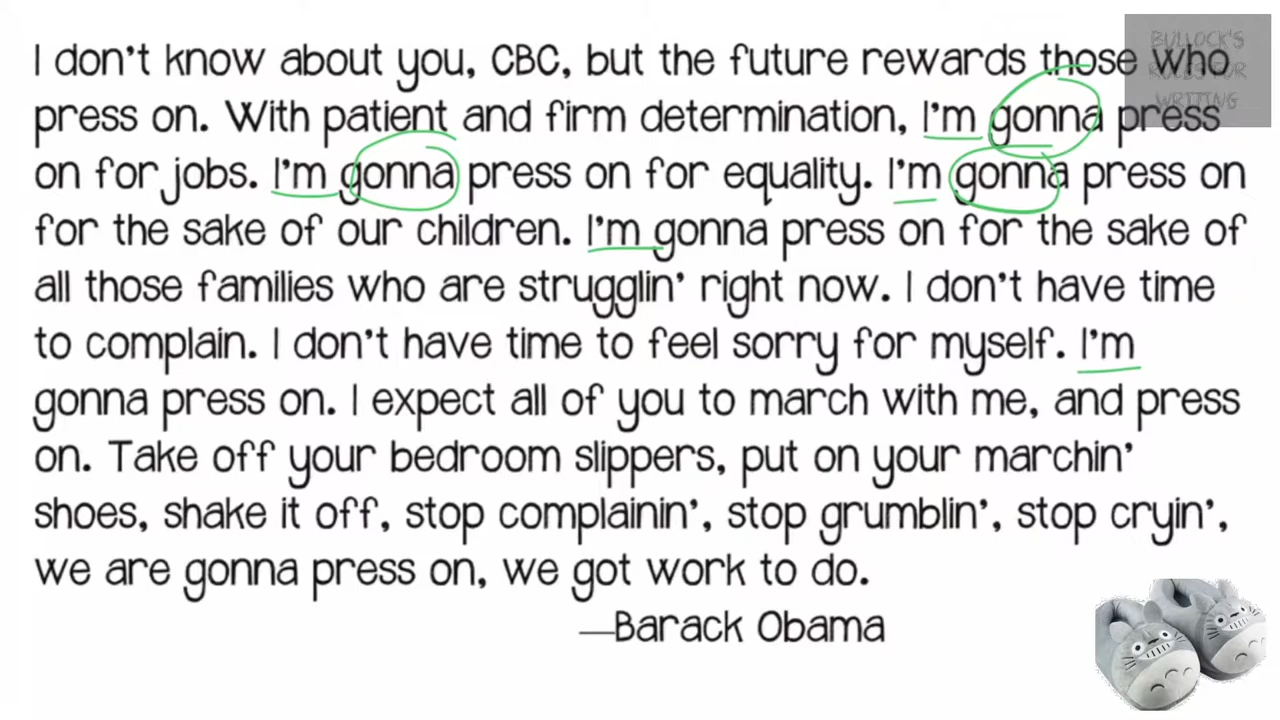 BULLOCK'S
RULES FOR
WRITING
I don't know about you, CBC, but the future rewards those who
press on. With patient and firm determination, I'm gonna press
on for jobs. I'm gonna press on for equality. I'm gonna press on
for the sake of our children. I'm gonna press on for the sake of
all those families who are strugglin' right now. I don't have time
to complain. I don't have time to feel sorry for myself. I'm
gonna press on. I expect all of you to march with me, and press
on. Take off your bedroom slippers, put on your marchin'
shoes, shake it off, stop complainin', stop grumblin', stop cryin',
we are gonna press on, we got work to do.
—Barack Obama